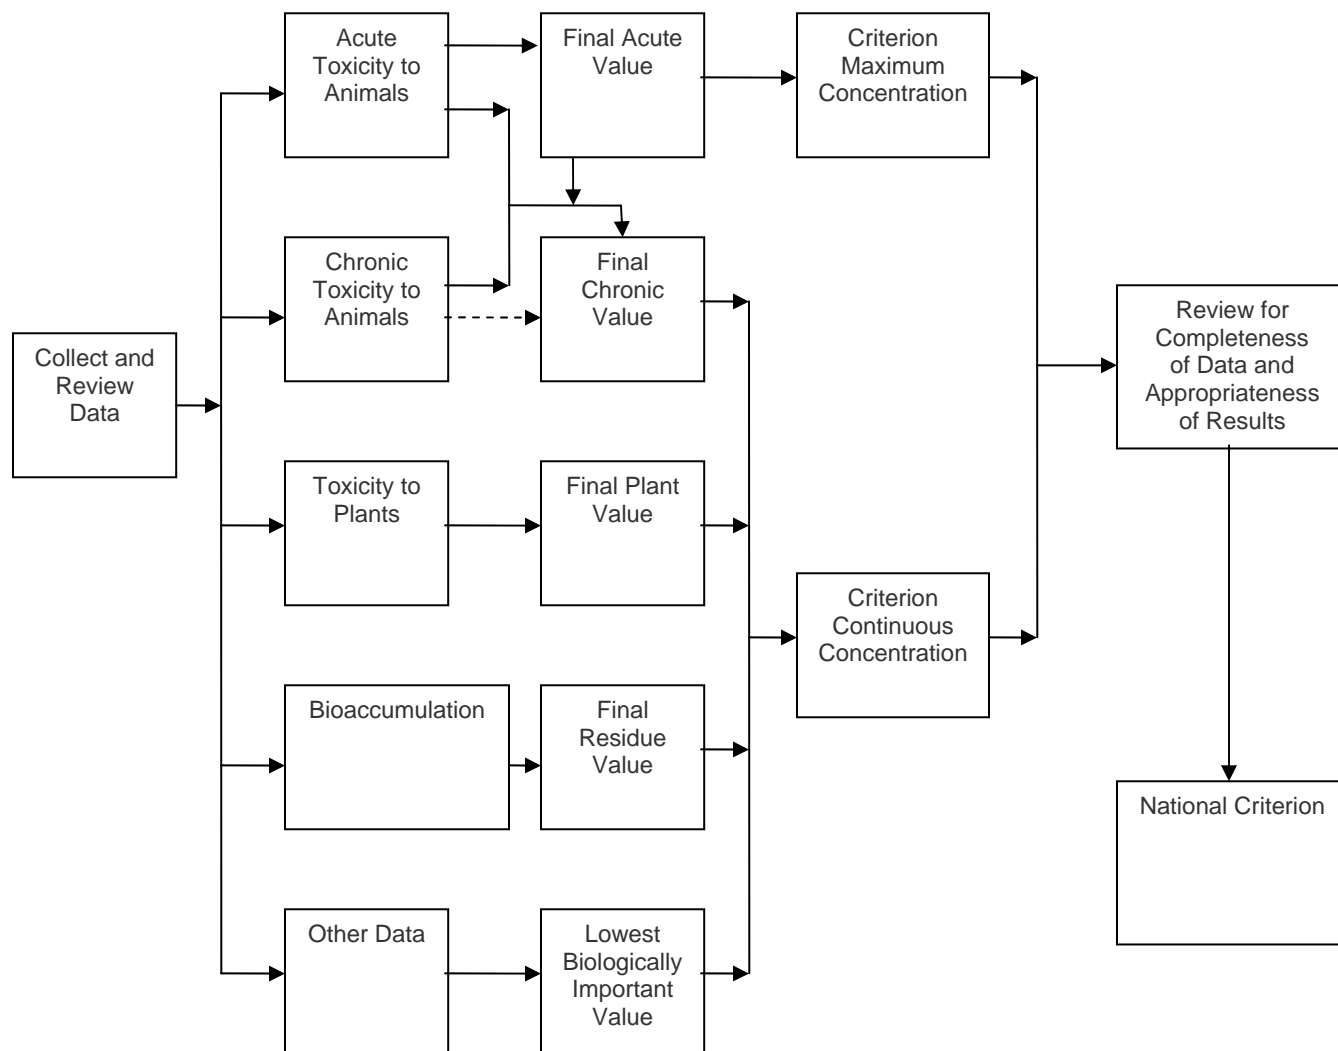 Acute
Toxicity to
Animals
Final Acute
Value
Criterion
Maximum
Concentration
Chronic
Toxicity to
Animals
Final
Chronic
Value
Review for
Completeness
of Data and
Appropriateness
of Results
Collect and
Review
Data
Toxicity to
Plants
Final Plant
Value
Criterion
Continuous
Concentration
Bioaccumulation
Final
Residue
Value
National Criterion
Other Data
Lowest
Biologically
Important
Value